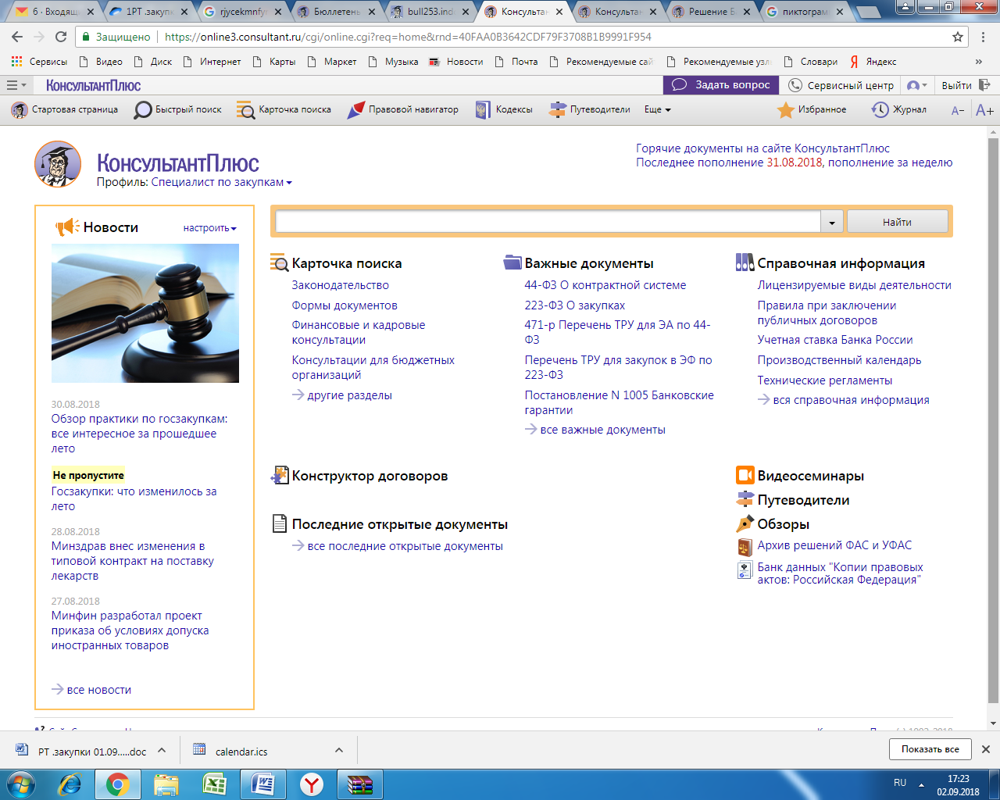 6 · Входящ
1РТ .закуп
rjycekmnfy
Бюллетень
bull253.ind
Консультан
Консультан
Решение Б
пиктограм
Защищено
https://online3.consultant.ru/cgi/online.cgi?req=home&rnd=40FAA0B3642CDF79F3708B1B9991F954
Сервисы
Видео
Диск
Интернет
Карты
Маркет
Музыка
Новости
Почта
Рекомендуемые сай
Рекомендуемые узл
Словари
Яндекс
»
КонсультантПлюс
Задать вопрос
Сервисный центр
Выйти
Стартовая страница
Быстрый поиск
Карточка поиска
Правовой навигатор
Кодексы
Путеводители
Еще
Избранное
Журнал
А−
А+
КонсультантПлюс
Профиль: Специалист по закупкам
Горячие документы на сайте КонсультантПлюс
Последнее пополнение 31.08.2018, пополнение за неделю
Новости
настроить
30.08.2018
Обзор практики по госзакупкам:
все интересное за прошедшее
лето
Не пропустите
Госзакупки: что изменилось за
лето
28.08.2018
Минздрав внес изменения в
типовой контракт на поставку
лекарств
27.08.2018
Минфин разработал проект
приказа об условиях допуска
иностранных товаров
все новости
Найти
Карточка поиска
Законодательство
Формы документов
Финансовые и кадровые
консультации
Консультации для бюджетных
организаций
другие разделы
Важные документы
44-ФЗ О контрактной системе
223-ФЗ О закупках
471-р Перечень ТРУ для ЭА по 44-
ФЗ
Перечень ТРУ для закупок в ЭФ по
223-ФЗ
Постановление N 1005 Банковские
гарантии
все важные документы
Справочная информация
Лицензируемые виды деятельности
Правила при заключении
публичных договоров
Учетная ставка Банка России
Производственный календарь
Технические регламенты
вся справочная информация
Конструктор договоров
Последние открытые документы
все последние открытые документы
Видеосеминары
Путеводители
Обзоры
Архив решений ФАС и УФАС
Банк данных "Копии правовых
актов: Российская Федерация"
РТ .закупки 01.09.....doc
calendar.ics
Показать все
RU
17:23
02.09.2018